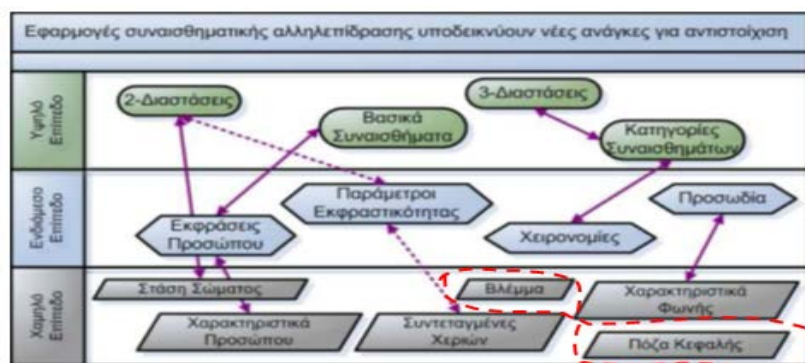 Εφαρμογές συναισθηματικής αλληλεπίδρασης υποδεικνύουν νέες ανάγκες για αντιστοίχιση
Υψηλό
Επίπεδο
2-Διαστάσεις
3-Διαστάσεις
Βασικά
Συναισθήματα
Κατηγορίες
Συναισθημάτων
Ενδιάμεσο
Επίπεδο
Παράμετροι
Εκφραστικότητας
Προσωδία
Εκφράσεις
Προσώπου
Χειρονομίες
Χαμηλό
Επίπεδο
Στάση Σώματος
Βλέμμα
Χαρακτηριστικά
Φωνής
Χαρακτηριστικά
Προσώπου
Συντεταγμένες
Χεριών
Πόζα Κεφαλής